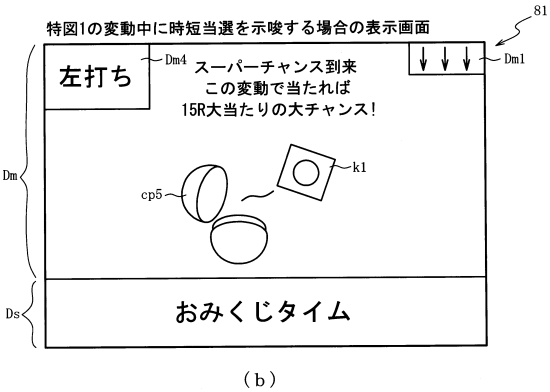 特図1の変動中に時短当選を示唆する場合の表示画面
81
左打ち
Dm4
スーパーチャンス到来
この変動で当たれば
15R大当たりの大チャンス!
Dm1
Dm
k1
cp5
Ds
おみくじタイム
(b)